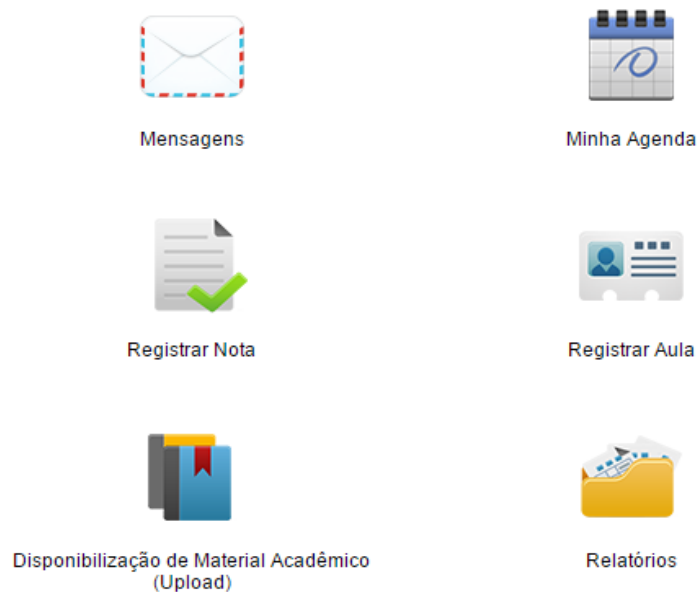 Mensagens
Minha Agenda
Registrar Nota
Registrar Aula
Disponibilização de Material Acadêmico
(Upload)
Relatórios